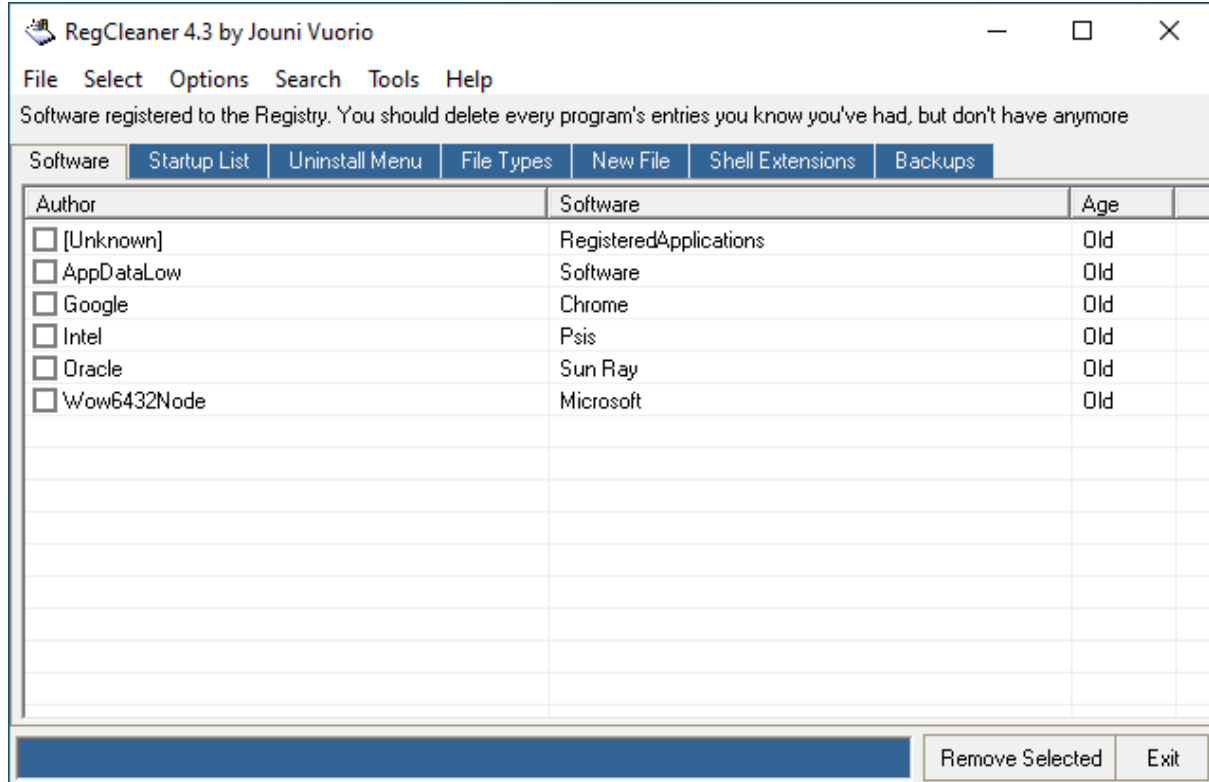 RegCleaner 4.3 by Jouni Vuorio
File Select Options Search Tools Help
Software registered to the Registry. You should delete every program's entries you know you've had, but don't have anymore
Software Startup List Uninstall Menu File Types New File Shell Extensions Backups
Author Software Age
[Unknown] RegisteredApplications Old
AppDataLow Software Old
Google Chrome Old
Intel Psis Old
Oracle Sun Ray Old
Wow6432Node Microsoft Old
Remove Selected Exit